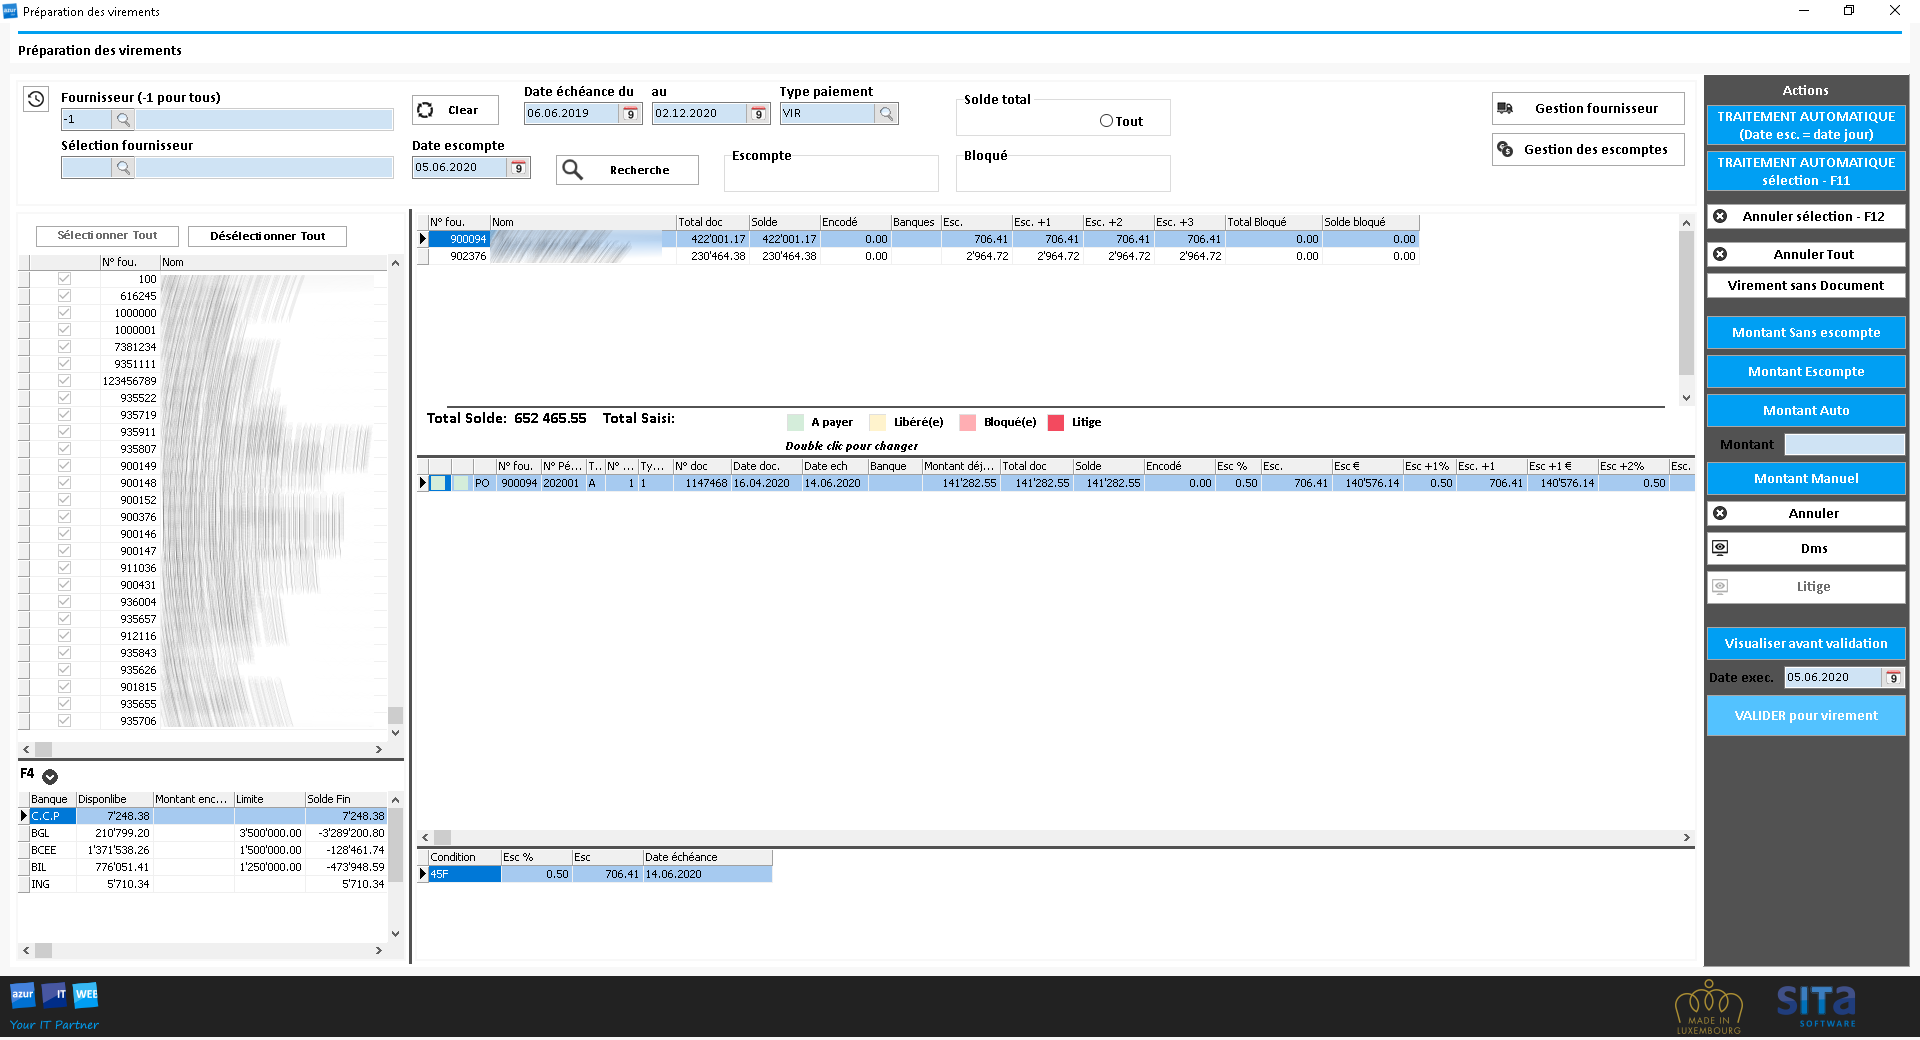 azur
Préparation des virements
Préparation des virements
Fournisseur (-1 pour tous)
-1
Sélection fournisseur
Clear
Date échéance du
au
Type paiement
06.06.2019
02.12.2020
VIR
Date escompte
05.06.2020
Recherche
Solde total
Tout
Escompte
Bloqué
Gestion fournisseur
Gestion des escomptes
Sélectionner Tout
Désélectionner Tout
N° fou. Nom
100
616245
1000000
1000001
7381234
9351111
123456789
935522
935719
935911
935807
900149
900148
900152
900376
900146
900147
911036
900431
936004
935657
912116
935843
935626
901815
935655
935706
F4
Banque Disponlibe Montant enc... Limite Solde Fin
C.C.P 7'248.38 7'248.38
BGL 210'799.20 3'500'000.00 -3'289'200.80
BCEE 1'371'538.26 1'500'000.00 -128'461.74
BIL 776'051.41 1'250'000.00 -473'948.59
ING 5'710.34 5'710.34
N° fou. Nom Total doc Solde Encodé Banques Esc. Esc. +1 Esc. +2 Esc. +3 Total Bloqué Solde bloqué
900094 422'001.17 422'001.17 0.00 706.41 706.41 706.41 706.41 0.00 0.00
902376 230'464.38 230'464.38 0.00 2'964.72 2'964.72 2'964.72 2'964.72 0.00 0.00
Total Solde: 652 465.55 Total Saisi:
A payer Libéré(e) Bloqué(e) Litige
Double clic pour changer
N° fou. N° Pé... T.. N° ... Ty... N° doc Date doc. Date ech Banque Montant déj... Total doc Solde Encodé Esc % Esc. Esc € Esc +1% Esc. +1 Esc +1 € Esc +2% Esc.
PO 900094 202001 A 1 1 1147468 16.04.2020 14.06.2020 141'282.55 141'282.55 141'282.55 0.00 0.50 706.41 140'576.14 0.50 706.41 140'576.14 0.50
Condition Esc % Esc Date échéance
45F 0.50 706.41 14.06.2020
Actions
TRAITEMENT AUTOMATIQUE
(Date esc. = date jour)
TRAITEMENT AUTOMATIQUE
sélection - F11
Annuler sélection - F12
Annuler Tout
Virement sans Document
Montant Sans escompte
Montant Escompte
Montant Auto
Montant
Montant Manuel
Annuler
Dms
Litige
Visualiser avant validation
Date exec. 05.06.2020
VALIDER pour virement
azur IT WEB
Your IT Partner
MADE IN
LUXEMBOURG
SITa
SOFTWARE